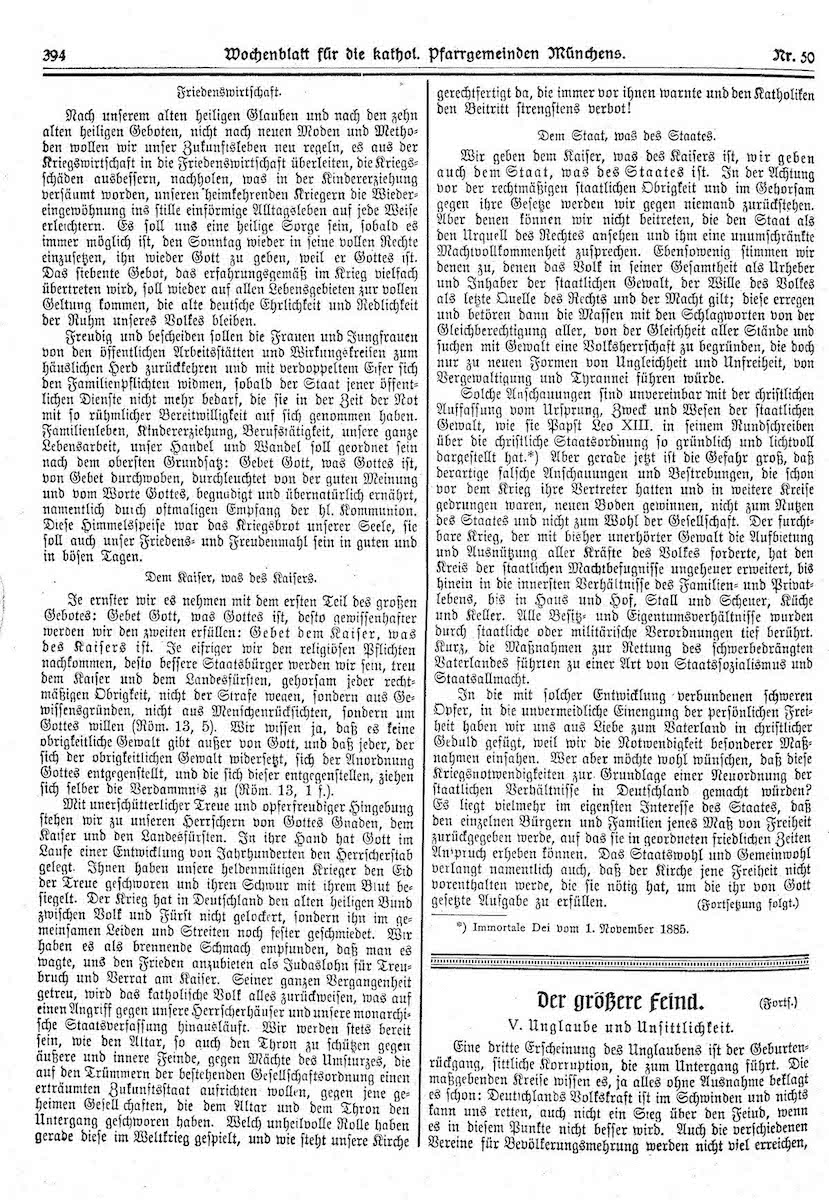 394
Wochenblatt für die kathol. Pfarrgemeinden Münchens.
Nr. 50
Friedenswirtschaft.
Nach unserem alten heiligen Glauben und nach den zehn
alten heiligen Geboten, nicht nach neuen Moden und Metho-
den wollen wir unser Zukunftsleben neu regeln, es aus der
Kriegswirtschaft in die Friedenswirtschaft überleiten, die Kriegs-
schäden ausbessern, nachholen, was in der Kindererziehung
versäumt worden, unseren heimkehrenden Kriegern die Wieder-
eingewöhnung ins stille einförmige Alltagsleben auf jede Weise
erleichtern. Es soll uns eine heilige Sorge sein, sobald es
immer möglich ist, den Sonntag wieder in seine vollen Rechte
einzusetzen, ihn wieder Gott zu geben, weil er Gottes ist.
Das siebente Gebot, das erfahrungsgemäß im Krieg vielfach
übertreten wird, soll wieder auf allen Lebensgebieten zur vollen
Geltung kommen, die alte deutsche Ehrlichkeit und Redlichkeit
der Ruhm unseres Volkes bleiben.
Freudig und bescheiden sollen die Frauen und Jungfrauen
von den öffentlichen Arbeitsstätten und Wirkungskreisen zum
häuslichen Herd zurückkehren und mit verdoppeltem Eifer sich
den Familienpflichten widmen, sobald der Staat jener öffent-
lichen Dienste nicht mehr bedarf, die sie in der Zeit der Not
mit so rühmlicher Bereitwilligkeit auf sich genommen haben.
Familienleben, Kindererziehung, Berufstätigkeit, unsere ganze
Lebensarbeit, unser Handel und Wandel soll geordnet sein
nach dem obersten Grundsatz: Gebet Gott, was Gottes ist,
von Gebet durchwoben, durchleuchtet von der guten Meinung
und vom Worte Gottes, begnadigt und übernatürlich ernährt,
namentlich durch oftmaligen Empfang der hl. Kommunion.
Diese Himmelsspeise war das Kriegsbrot unserer Seele, sie
soll auch unser Friedens- und Freudenmahl sein in guten und
in bösen Tagen.
Dem Kaiser, was des Kaisers.
Je ernster wir es nehmen mit dem ersten Teil des großen
Gebotes: Gebet Gott, was Gottes ist, desto gewissenhafter
werden wir den zweiten erfüllen: Gebet dem Kaiser, was
des Kaisers ist. Je eifriger wir den religiösen Pflichten
nachkommen, desto bessere Staatsbürger werden wir sein, treu
dem Kaiser und dem Landesfürsten, gehorsam jeder recht-
mäßigen Obrigkeit, nicht der Strafe wegen, sondern aus Ge-
wissensgründen, nicht aus Menschenrücksichten, sondern um
Gottes willen (Röm. 13, 5). Wir wissen ja, daß es keine
obrigkeitliche Gewalt gibt außer von Gott, und daß jeder, der
sich der obrigkeitlichen Gewalt widersetzt, sich der Anordnung
Gottes entgegenstellt, und die sich dieser entgegenstellen, ziehen
sich selber die Verdammnis zu (Röm. 13, 1 f.).
Mit unerschütterlicher Treue und opferfreudiger Hingebung
stehen wir zu unseren Herrschern von Gottes Gnaden, dem
Kaiser und den Landesfürsten. In ihre Hand hat Gott im
Laufe einer Entwicklung von Jahrhunderten den Herrscherstab
gelegt. Ihnen haben unsere heldenmütigen Krieger den Eid
der Treue geschworen und ihren Schwur mit ihrem Blut be-
siegelt. Der Krieg hat in Deutschland den alten heiligen Bund
zwischen Volk und Fürst nicht gelockert, sondern ihn im ge-
meinsamen Leiden und Streiten noch fester geschmiedet. Wir
haben es als brennende Schmach empfunden, daß man es
wagte, uns den Frieden anzubieten als Judaslohn für Treu-
bruch und Verrat am Kaiser. Seiner ganzen Vergangenheit
getreu, wird das katholische Volk alles zurückweisen, was auf
einen Angriff gegen unsere Herrscherhäuser und unsere monarchi-
sche Staatsverfassung hinausläuft. Wir werden stets bereit
sein, wie den Altar, so auch den Thron zu schützen gegen
äußere und innere Feinde, gegen Mächte des Umsturzes, die
auf den Trümmern der bestehenden Gesellschaftsordnung einen
erträumten Zukunftsstaat aufrichten wollen, gegen jene ge-
heimen Gesellschaften, die dem Altar und dem Thron den
Untergang geschworen haben. Welch unheilvolle Rolle haben
gerade diese im Weltkrieg gespielt, und wie steht unsere Kirche
gerechtfertigt da, die immer vor ihnen warnte und den Katholiken
den Beitritt strengstens verbot!
Dem Staat, was des Staates.
Wir geben dem Kaiser, was des Kaisers ist, wir geben
auch dem Staat, was des Staates ist. In der Achtung
vor der rechtmäßigen staatlichen Obrigkeit und im Gehorsam
gegen ihre Gesetze werden wir gegen niemand zurückstehen.
Aber denen können wir nicht beitreten, die den Staat als
den Urquell des Rechtes ansehen und ihm eine unumschränkte
Machtvollkommenheit zusprechen. Ebensowenig stimmen wir
denen zu, denen das Volk in seiner Gesamtheit als Urheber
und Inhaber der staatlichen Gewalt, der Wille des Volkes
als letzte Quelle des Rechts und der Macht gilt; diese erregen
und betören dann die Massen mit den Schlagworten von der
Gleichberechtigung aller, von der Gleichheit aller Stände und
suchen mit Gewalt eine Volksherrschaft zu begründen, die doch
nur zu neuen Formen von Ungleichheit und Unfreiheit, von
Vergewaltigung und Tyrannei führen würde.
Solche Anschauungen sind unvereinbar mit der christlichen
Auffassung vom Ursprung, Zweck und Wesen der staatlichen
Gewalt, wie sie Papst Leo XIII. in seinem Rundschreiben
über die christliche Staatsordnung so gründlich und lichtvoll
dargestellt hat.*) Aber gerade jetzt ist die Gefahr groß, daß
derartige falsche Anschauungen und Bestrebungen, die schon
vor dem Krieg ihre Vertreter hatten und in weitere Kreise
gedrungen waren, neuen Boden gewinnen, nicht zum Nutzen
des Staates und nicht zum Wohl der Gesellschaft. Der furcht-
bare Krieg, der mit bisher unerhörter Gewalt die Aufbietung
und Ausnützung aller Kräfte des Volkes forderte, hat den
Kreis der staatlichen Machtbefugnisse ungeheuer erweitert, bis
hinein in die innersten Verhältnisse des Familien- und Privat-
lebens, bis in Haus und Hof, Stall und Scheuer, Küche
und Keller. Alle Besitz- und Eigentumsverhältnisse wurden
durch staatliche oder militärische Verordnungen tief berührt.
Kurz, die Maßnahmen zur Rettung des schwerbedrängten
Vaterlandes führten zu einer Art von Staatssozialismus und
Staatsallmacht.
In die mit solcher Entwicklung verbundenen schweren
Opfer, in die unvermeidliche Einengung der persönlichen Frei-
heit haben wir uns aus Liebe zum Vaterland in christlicher
Geduld gefügt, weil wir die Notwendigkeit besonderer Maß-
nahmen einsahen. Wer aber möchte wohl wünschen, daß diese
Kriegsnotwendigkeiten zur Grundlage einer Neuordnung der
staatlichen Verhältnisse in Deutschland gemacht würden?
Es liegt vielmehr im eigensten Interesse des Staates, daß
den einzelnen Bürgern und Familien jenes Maß von Freiheit
zurückgegeben werde, auf das sie in geordneten friedlichen Zeiten
Anspruch erheben können. Das Staatswohl und Gemeinwohl
verlangt namentlich auch, daß der Kirche jene Freiheit nicht
vorenthalten werde, die sie nötig hat, um die ihr von Gott
gesetzte Aufgabe zu erfüllen. (Fortsetzung folgt.)
*) Immortale Dei vom 1. November 1885.
Der größere Feind. (Forts.)
V. Unglaube und Unsittlichkeit.
Eine dritte Erscheinung des Unglaubens ist der Geburten-
rückgang, sittliche Korruption, die zum Untergang führt. Die
maßgebenden Kreise wissen es, ja alles ohne Ausnahme beklagt
es schon: Deutschlands Volkskraft ist im Schwinden und nichts
kann uns retten, auch nicht ein Sieg über den Feind, wenn
es in diesem Punkte nicht besser wird. Auch die verschiedenen
Vereine für Bevölkerungsmehrung werden nicht viel erreichen,